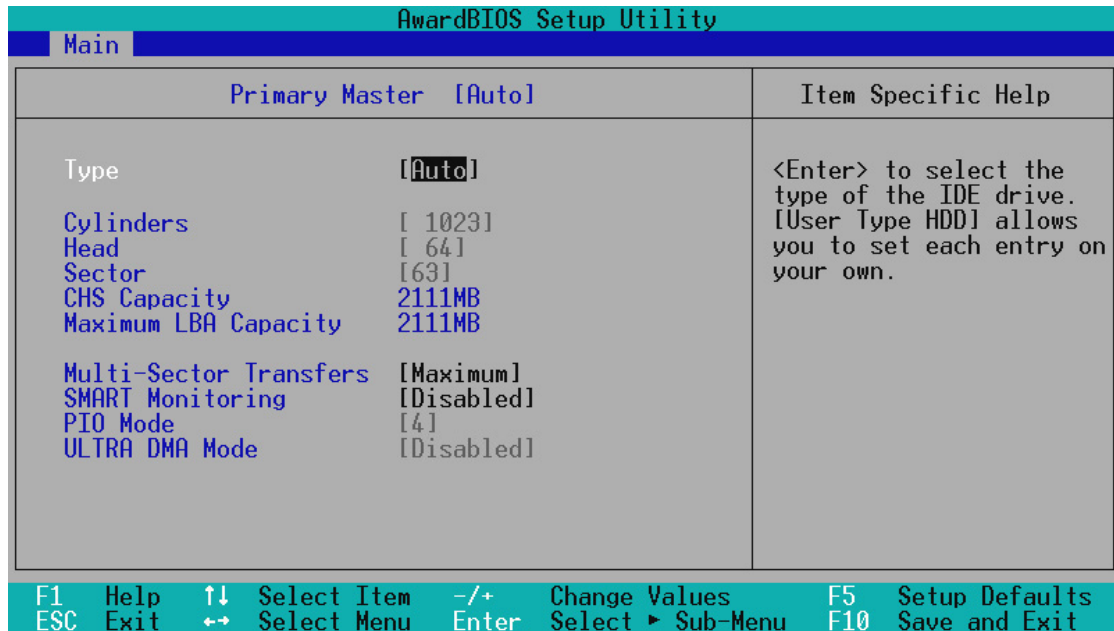 AwardBIOS Setup Utility
Main
Primary Master [Auto]
Item Specific Help
Type [Auto]
Cylinders [ 1023]
Head [ 64]
Sector [63]
CHS Capacity 2111MB
Maximum LBA Capacity 2111MB
Multi-Sector Transfers [Maximum]
SMART Monitoring [Disabled]
PIO Mode [4]
ULTRA DMA Mode [Disabled]
<Enter> to select the
type of the IDE drive.
[User Type HDD] allows
you to set each entry on
your own.
F1 Help ↑↓ Select Item -/+ Change Values F5 Setup Defaults
ESC Exit ←→ Select Menu Enter Select ► Sub-Menu F10 Save and Exit